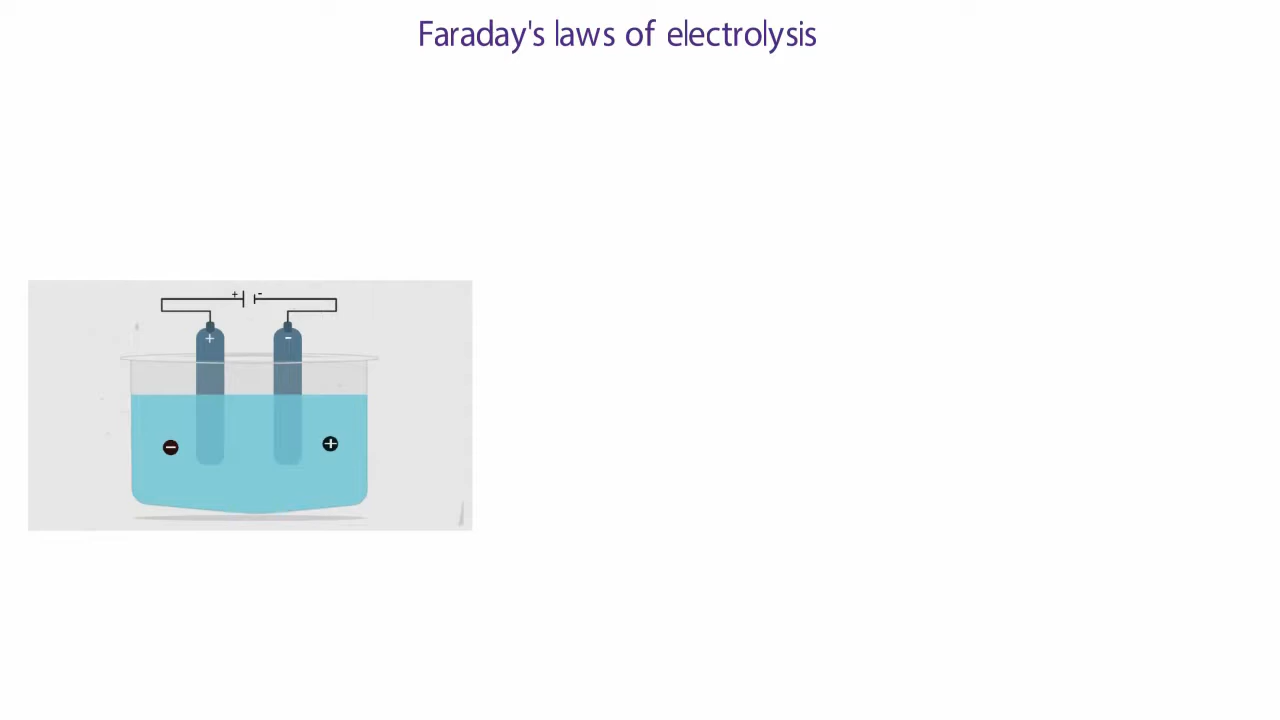 Faraday's laws of electrolysis
+ -
+ -
- +